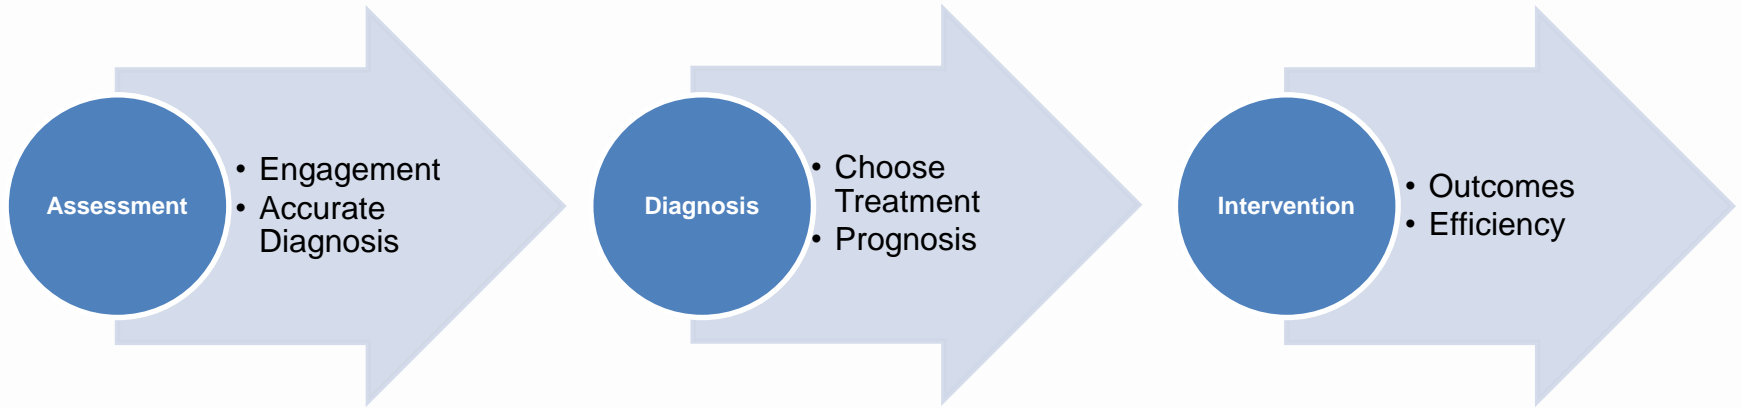 Assessment
• Engagement
• Accurate
Diagnosis
Diagnosis
• Choose
Treatment
• Prognosis
Intervention
• Outcomes
• Efficiency